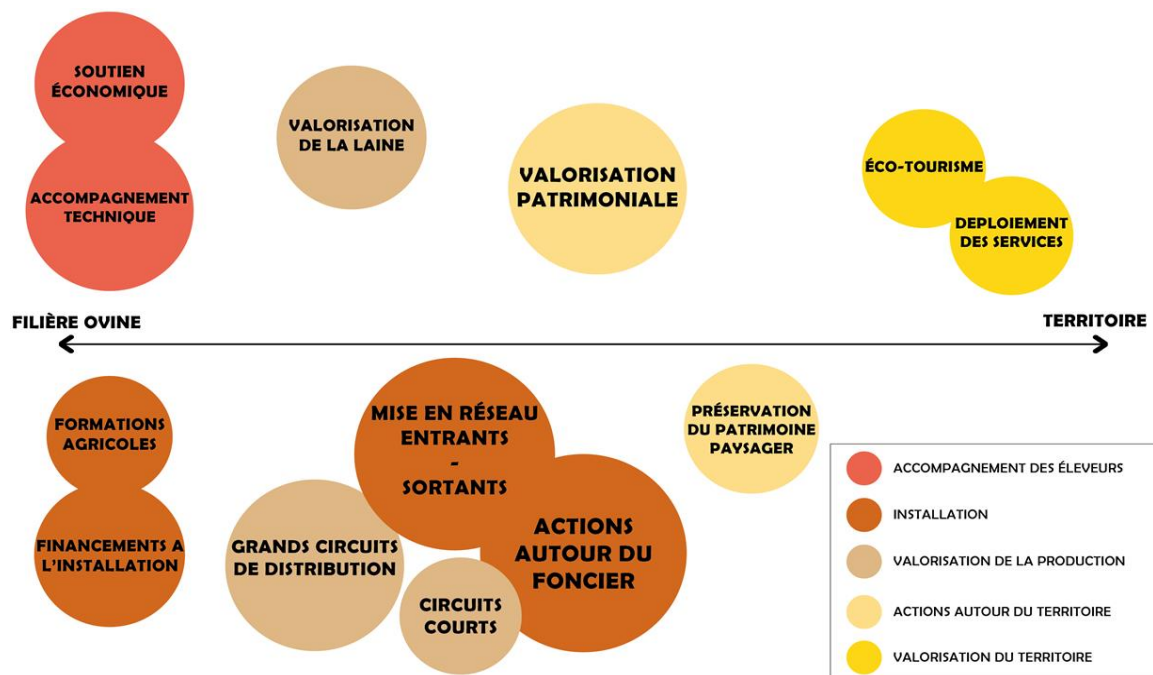 SOUTIEN
ÉCONOMIQUE
ACCOMPAGNEMENT
TECHNIQUE
VALORISATION
DE LA LAINE
VALORISATION
PATRIMONIALE
ÉCO-TOURISME
DEPLOIEMENT
DES SERVICES
FILIÈRE OVINE
TERRITOIRE
FORMATIONS
AGRICOLES
FINANCEMENTS A
L'INSTALLATION
MISE EN RÉSEAU
ENTRANTS
-
SORTANTS
GRANDS CIRCUITS
DE DISTRIBUTION
CIRCUITS
COURTS
ACTIONS
AUTOUR DU
FONCIER
PRÉSERVATION
DU PATRIMOINE
PAYSAGER
ACCOMPAGNEMENT DES ÉLEVEURS
INSTALLATION
VALORISATION DE LA PRODUCTION
ACTIONS AUTOUR DU TERRITOIRE
VALORISATION DU TERRITOIRE